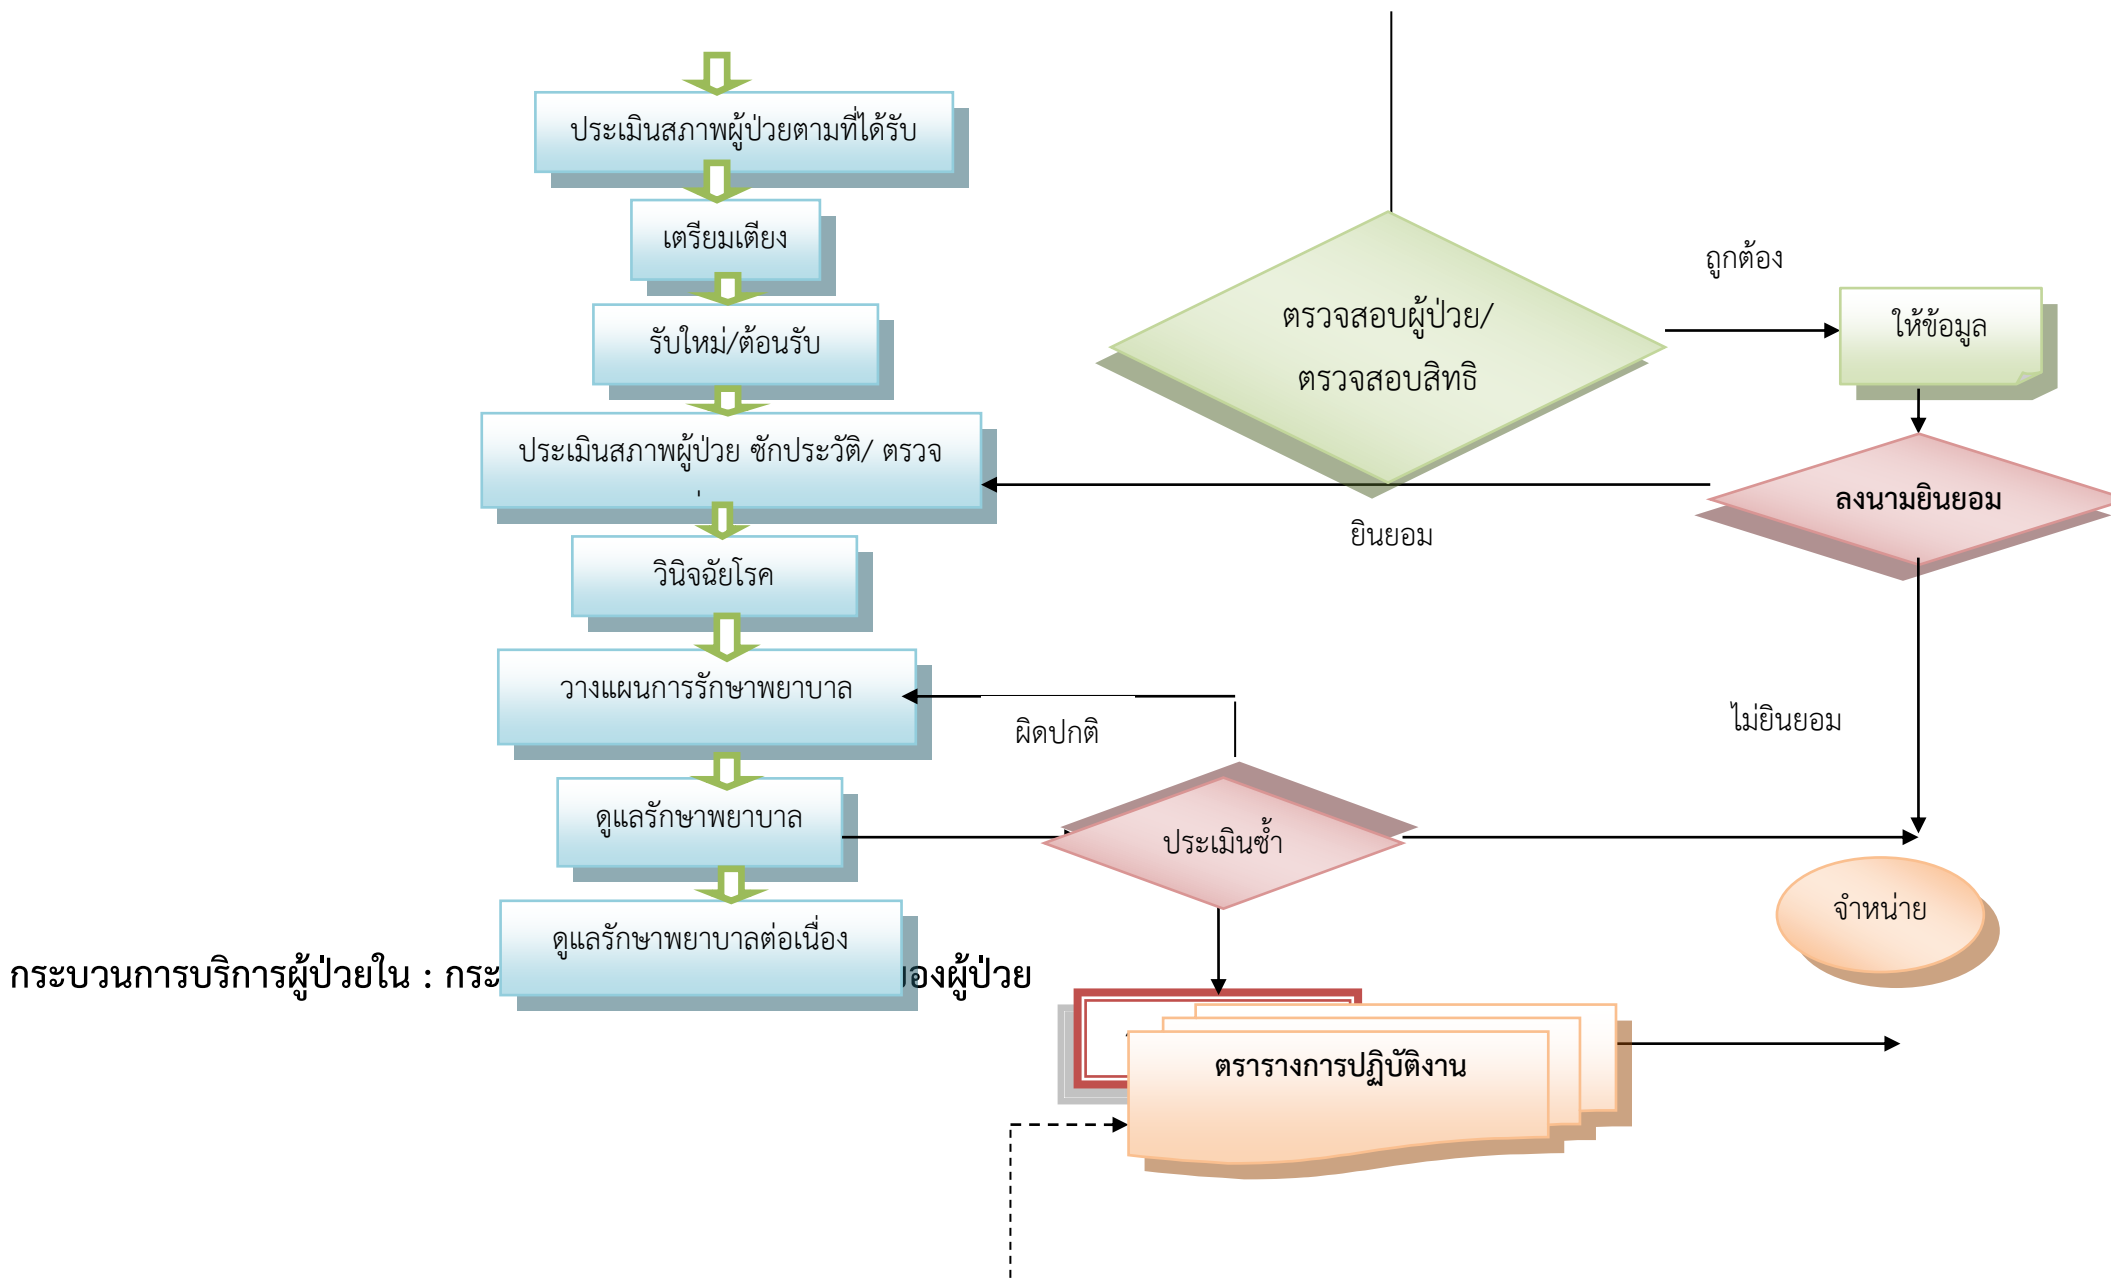 ประเมินสภาพผู้ป่วยตามที่ได้รับ
เตรียมเตียง
รับใหม่/ต้อนรับ
ประเมินสภาพผู้ป่วย ซักประวัติ/ ตรวจ
วินิจฉัยโรค
วางแผนการรักษาพยาบาล
ดูแลรักษาพยาบาล
ดูแลรักษาพยาบาลต่อเนื่อง
ตรวจสอบผู้ป่วย/
ตรวจสอบสิทธิ
ถูกต้อง
ให้ข้อมูล
ลงนามยินยอม
ยินยอม
ไม่ยินยอม
ผิดปกติ
ประเมินซ้ำ
จำหน่าย
กระบวนการบริการผู้ป่วยใน : กระ
ของผู้ป่วย
ตรารางการปฏิบัติงาน